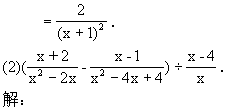 = 2/(x+1)².
(2)((x+2)/(x²-2x) - (x-1)/(x²-4x+4)) ÷ (x-4)/x .
解：